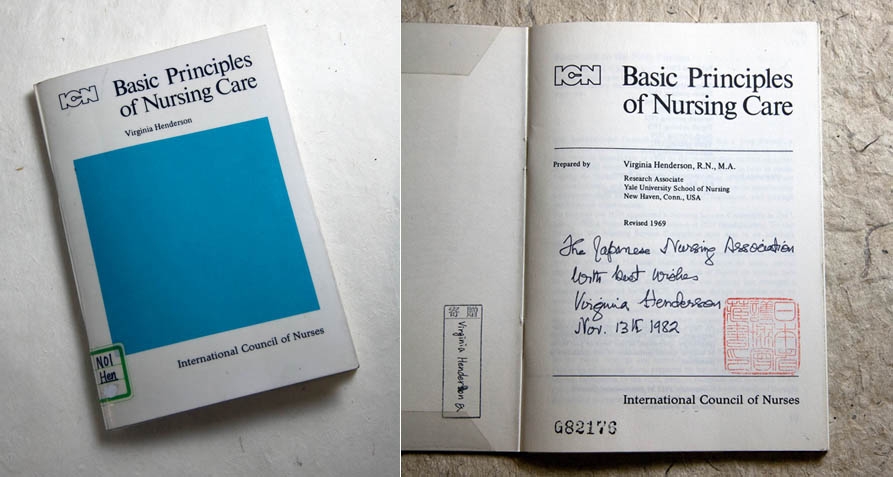 ICN
Basic Principles
of Nursing Care
Virginia Henderson
International Council of Nurses
NO1
Hen
寄贈
Virginia Henderson
ICN
Basic Principles
of Nursing Care
Prepared by Virginia Henderson, R.N., M.A.
Research Associate
Yale University School of Nursing
New Haven, Conn., USA
Revised 1969
The Japanese Nursing Association
With best wishes
Virginia Henderson
Nov. 13th 1982
International Council of Nurses
G82176